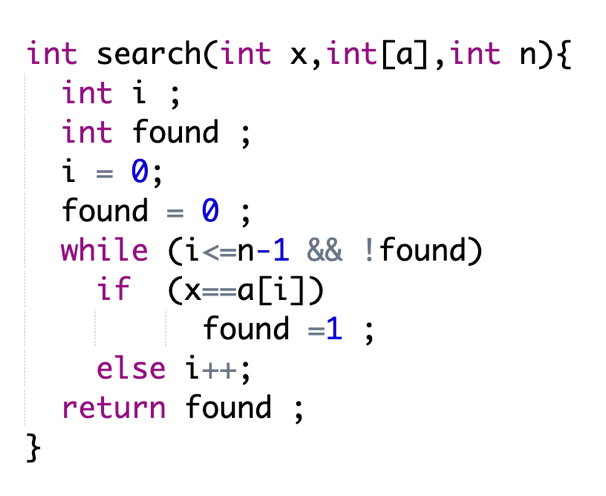 int search(int x,int[a],int n){
int i ;
int found ;
i = 0;
found = 0 ;
while (i<=n-1 && !found)
if  (x==a[i])
found =1 ;
else i++;
return found ;
}